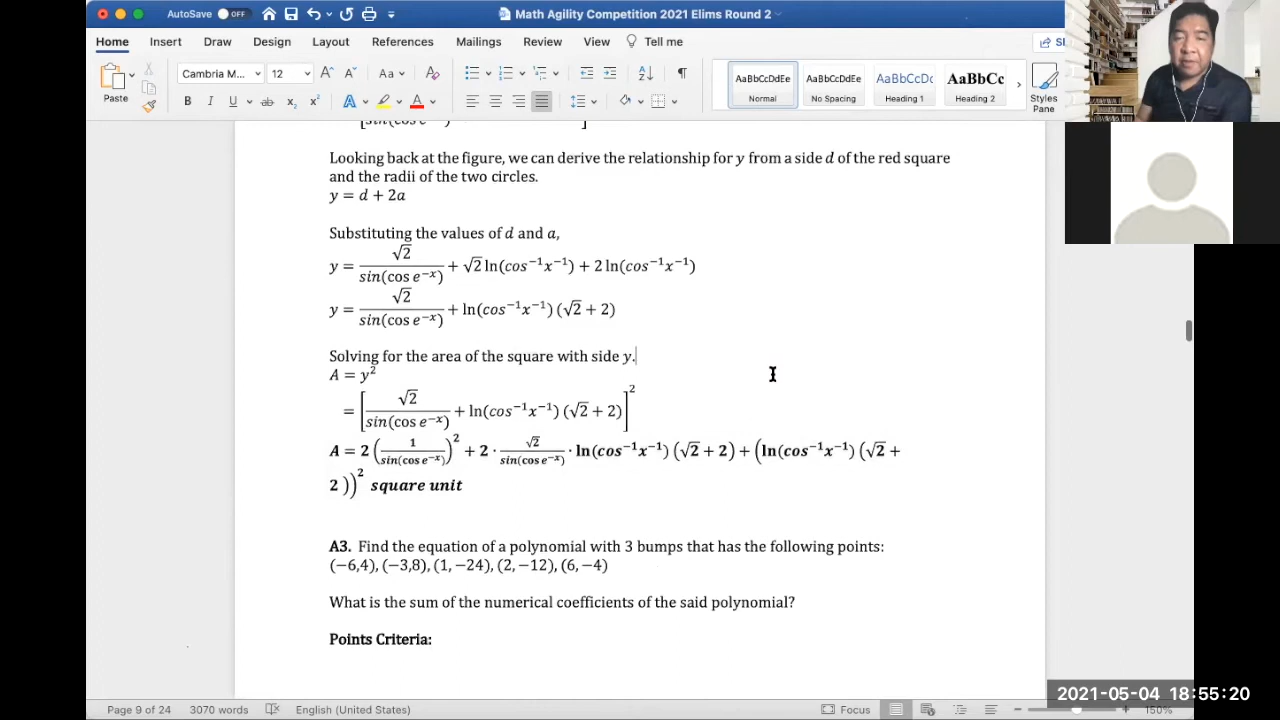 AutoSave OFF
Math Agility Competition 2021 Elims Round 2
Home Insert Draw Design Layout References Mailings Review View Tell me
Paste
Cambria M... 12
AaBbCcDdEe AaBbCcDdEe AaBbCcDc AaBbCc
Normal No Spacing Heading 1 Heading 2
Styles Pane
Looking back at the figure, we can derive the relationship for y from a side d of the red square
and the radii of the two circles.
y = d + 2a
Substituting the values of d and a,
y = √2/sin(cos e⁻ˣ) + √2 ln(cos⁻¹x⁻¹) + 2 ln(cos⁻¹x⁻¹)
y = √2/sin(cos e⁻ˣ) + ln(cos⁻¹x⁻¹) (√2 + 2)
Solving for the area of the square with side y.
A = y²
= [√2/sin(cos e⁻ˣ) + ln(cos⁻¹x⁻¹) (√2 + 2)]²
A = 2 (1/sin(cos e⁻ˣ))² + 2 · √2/sin(cos e⁻ˣ) · ln(cos⁻¹x⁻¹) (√2 + 2) + (ln(cos⁻¹x⁻¹) (√2 +
2 ))² square unit
A3. Find the equation of a polynomial with 3 bumps that has the following points:
(−6,4), (−3,8), (1, −24), (2, −12), (6, −4)
What is the sum of the numerical coefficients of the said polynomial?
Points Criteria:
Page 9 of 24 3070 words English (United States) Focus 150%
2021-05-04 18:55:20